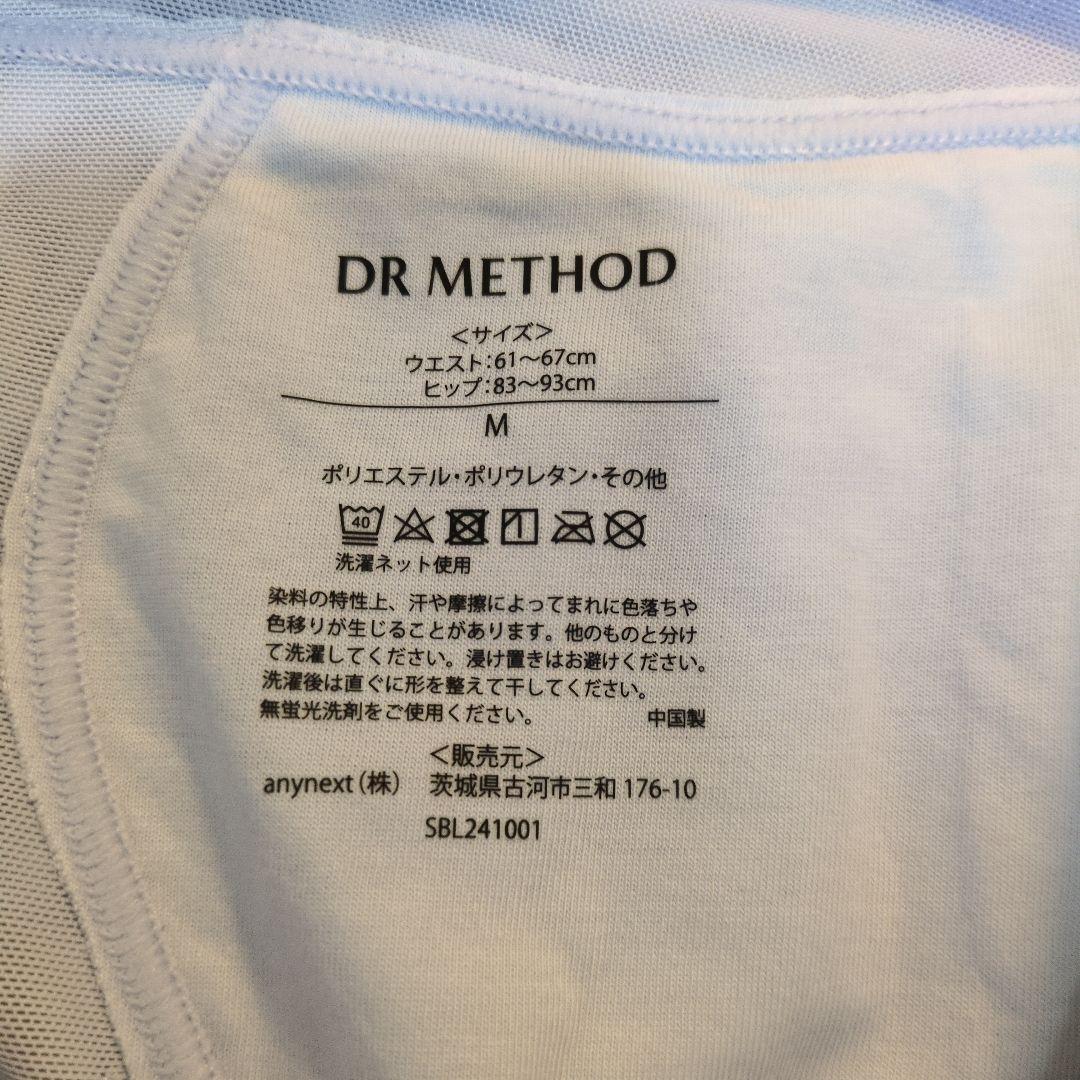 DR METHOD
＜サイズ＞
ウエスト：61〜67cm
ヒップ：83〜93cm
M
ポリエステル・ポリウレタン・その他
40
洗濯ネット使用
染料の特性上、汗や摩擦によってまれに色落ちや
色移りが生じることがあります。他のものと分け
て洗濯してください。浸け置きはお避けください。
洗濯後は直ぐに形を整えて干してください。
無蛍光洗剤をご使用ください。 中国製
＜販売元＞
anynext（株） 茨城県古河市三和 176-10
SBL241001